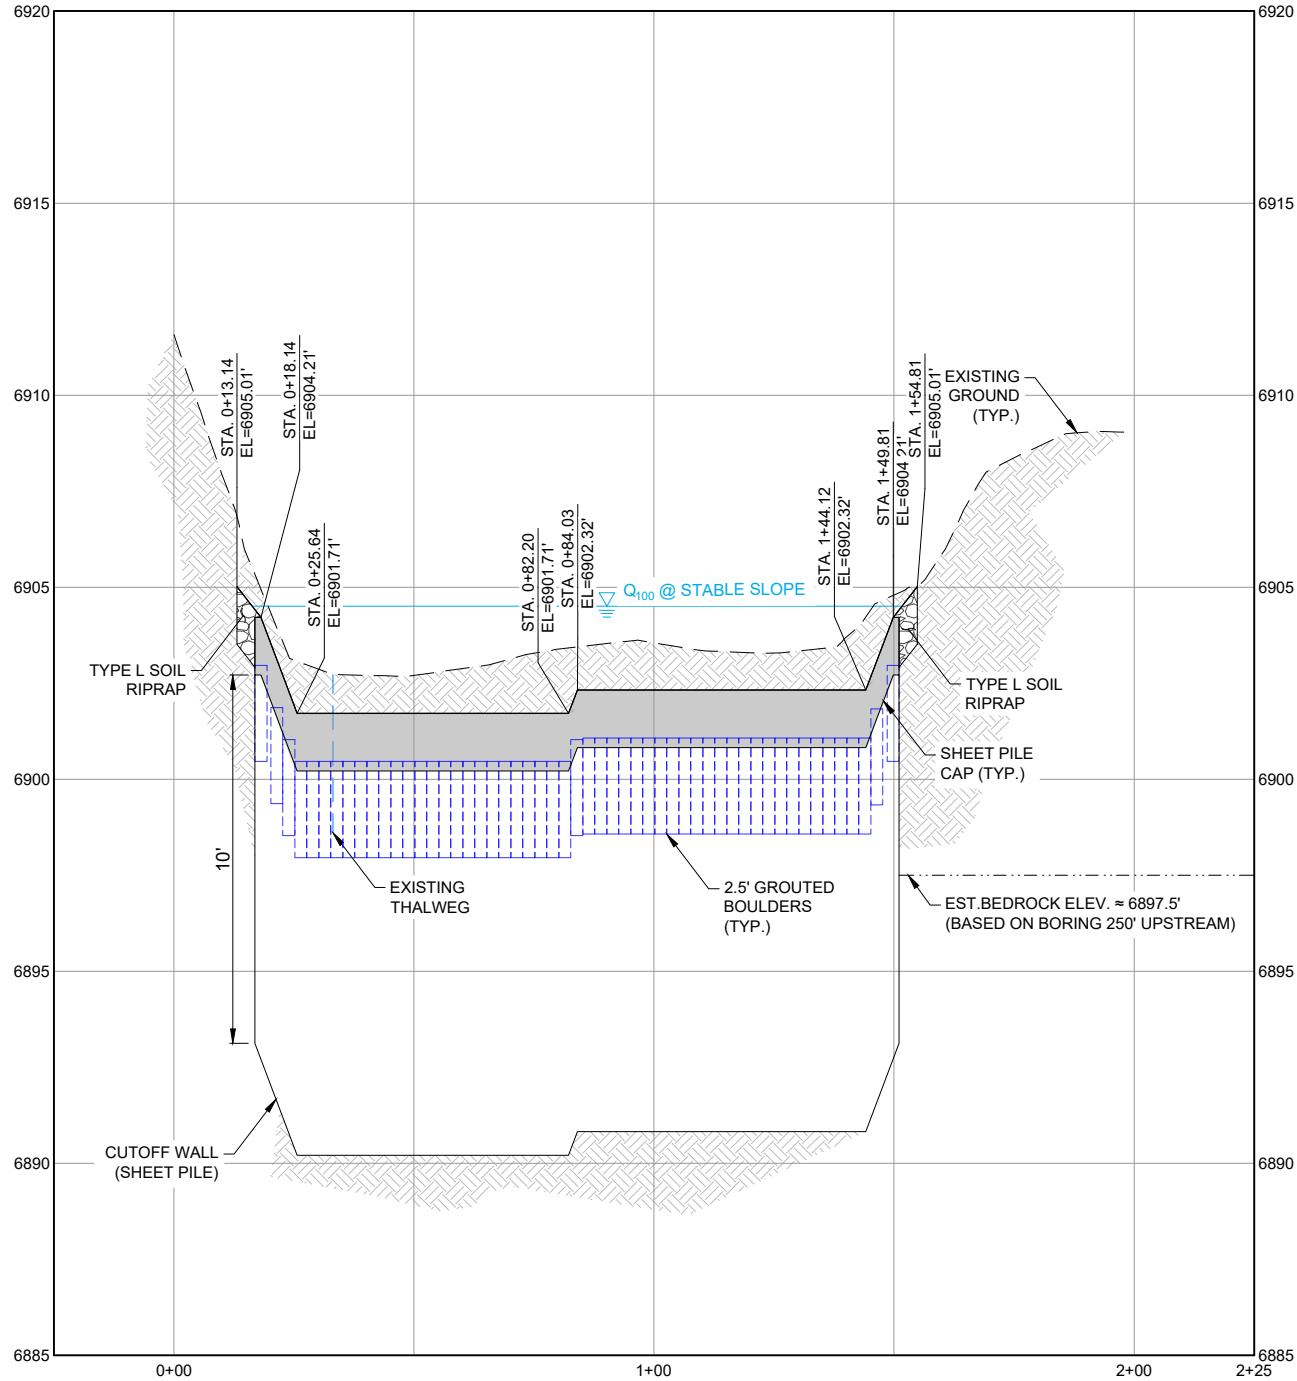 6920
6920
6915
6915
6910
6910
6905
6905
6900
6900
6895
6895
6890
6890
6885
6885
STA. 0+13.14
EL=6905.01'
STA. 0+18.14
EL=6904.21'
STA. 0+25.64
EL=6901.71'
STA. 0+82.20
EL=6901.71'
STA. 0+84.03
EL=6902.32'
STA. 1+44.12
EL=6902.32'
STA. 1+49.81
EL=6904.21'
STA. 1+54.81
EL=6905.01'
EXISTING
GROUND
(TYP.)
Q100 @ STABLE SLOPE
TYPE L SOIL
RIPRAP
TYPE L SOIL
RIPRAP
SHEET PILE
CAP (TYP.)
10'
EXISTING
THALWEG
2.5' GROUTED
BOULDERS
(TYP.)
EST.BEDROCK ELEV. ≈ 6897.5'
(BASED ON BORING 250' UPSTREAM)
CUTOFF WALL
(SHEET PILE)
0+00
1+00
2+00
2+25